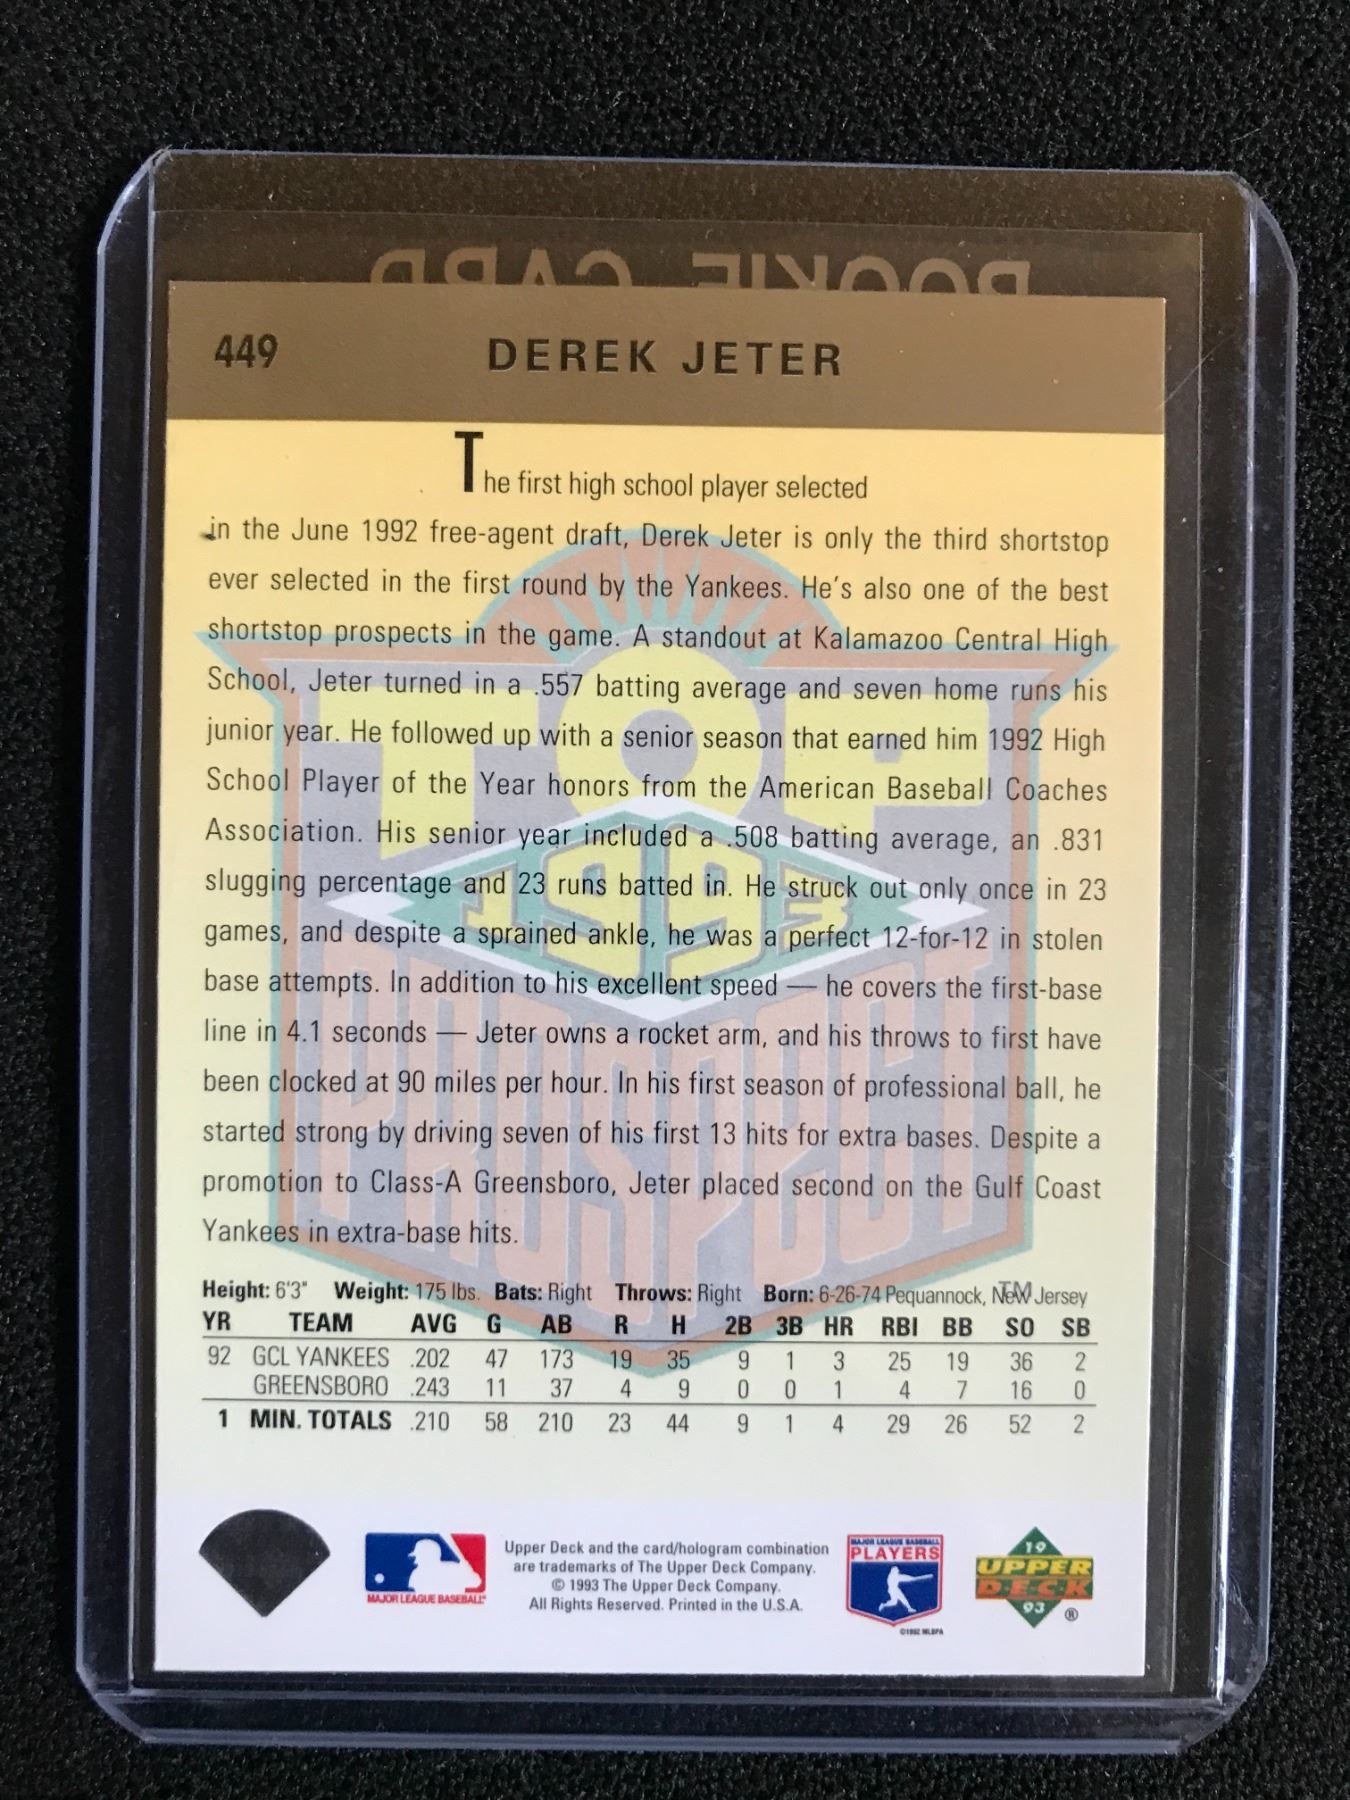 ROOKIE CARD
449 DEREK JETER
The first high school player selected
in the June 1992 free-agent draft, Derek Jeter is only the third shortstop
ever selected in the first round by the Yankees. He's also one of the best
shortstop prospects in the game. A standout at Kalamazoo Central High
School, Jeter turned in a .557 batting average and seven home runs his
junior year. He followed up with a senior season that earned him 1992 High
School Player of the Year honors from the American Baseball Coaches
Association. His senior year included a .508 batting average, an .831
slugging percentage and 23 runs batted in. He struck out only once in 23
games, and despite a sprained ankle, he was a perfect 12-for-12 in stolen
base attempts. In addition to his excellent speed — he covers the first-base
line in 4.1 seconds — Jeter owns a rocket arm, and his throws to first have
been clocked at 90 miles per hour. In his first season of professional ball, he
started strong by driving seven of his first 13 hits for extra bases. Despite a
promotion to Class-A Greensboro, Jeter placed second on the Gulf Coast
Yankees in extra-base hits.
TOP
1993
PROSPECT
TM
Height: 6'3" Weight: 175 lbs. Bats: Right Throws: Right Born: 6-26-74 Pequannock, New Jersey
YR TEAM AVG G AB R H 2B 3B HR RBI BB SO SB
92 GCL YANKEES .202 47 173 19 35 9 1 3 25 19 36 2
GREENSBORO .243 11 37 4 9 0 0 1 4 7 16 0
1 MIN. TOTALS .210 58 210 23 44 9 1 4 29 26 52 2
MAJOR LEAGUE BASEBALL®
Upper Deck and the card/hologram combination
are trademarks of The Upper Deck Company.
© 1993 The Upper Deck Company.
All Rights Reserved. Printed in the U.S.A.
MAJOR LEAGUE BASEBALL
PLAYERS
©1992 MLBPA
19
UPPER
DECK
93 ®